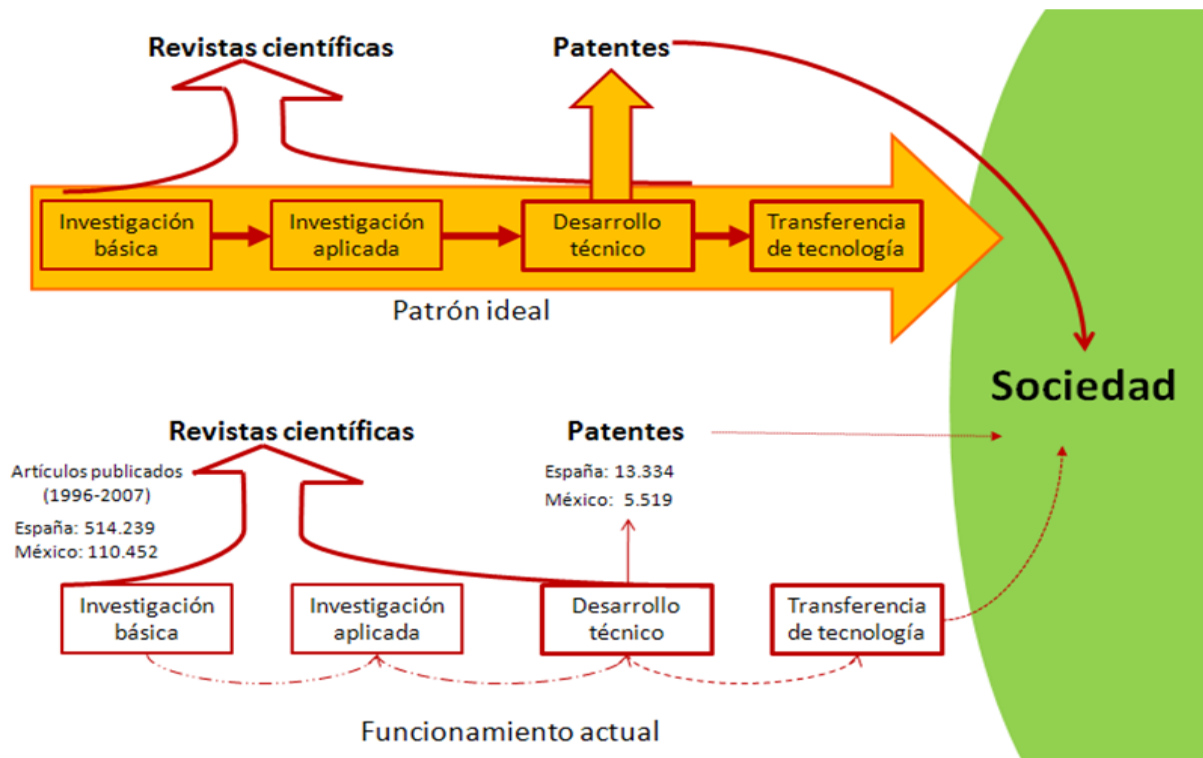 Revistas científicas
Patentes
Investigación
básica
Investigación
aplicada
Desarrollo
técnico
Transferencia
de tecnología
Patrón ideal
Sociedad
Revistas científicas
Patentes
Artículos publicados
(1996-2007)
España: 514.239
México: 110.452
España: 13.334
México: 5.519
Investigación
básica
Investigación
aplicada
Desarrollo
técnico
Transferencia
de tecnología
Funcionamiento actual